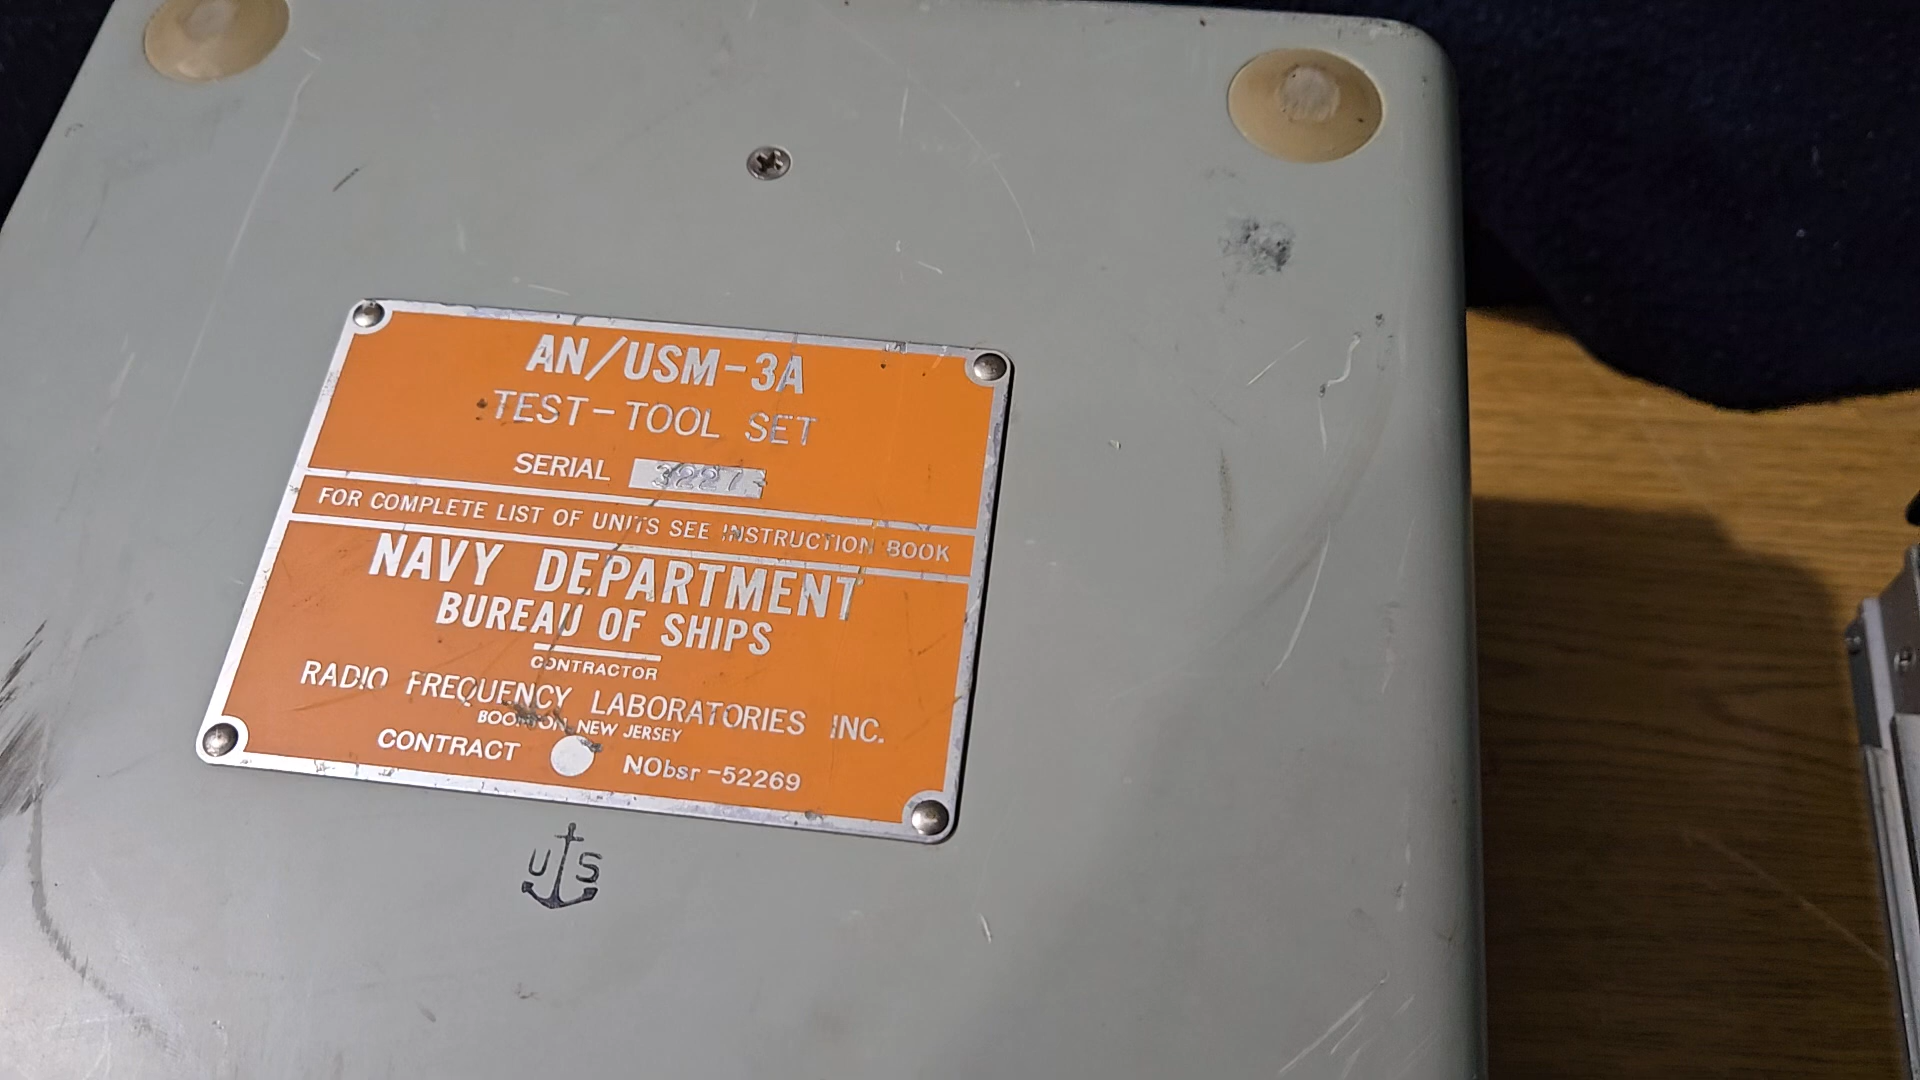 AN/USM-3A
TEST-TOOL SET
SERIAL 3227
FOR COMPLETE LIST OF UNITS SEE INSTRUCTION BOOK
NAVY DEPARTMENT
BUREAU OF SHIPS
CONTRACTOR
RADIO FREQUENCY LABORATORIES INC.
BOONTON, NEW JERSEY
CONTRACT NObsr-52269
U S